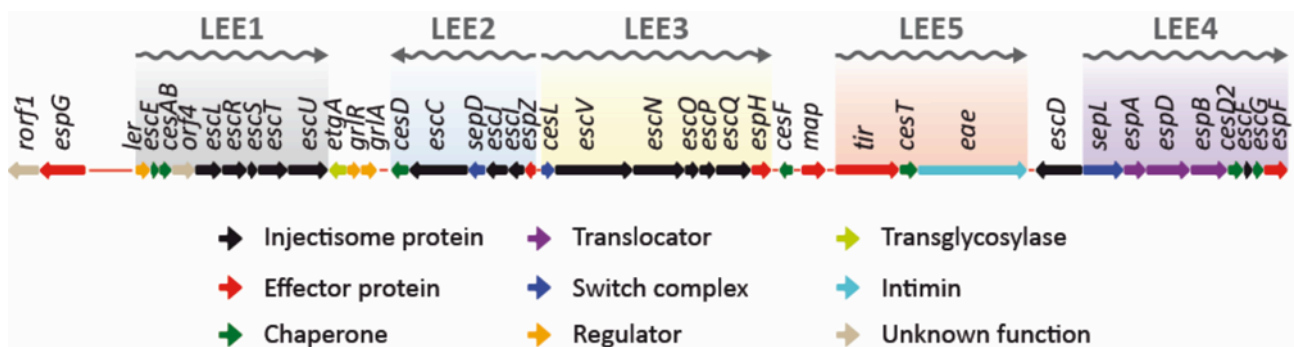 LEE1 LEE2 LEE3 LEE5 LEE4
rorf1 espG ler escE cesAB orf4 escL escR escS escT escU etgA grlR grlA cesD escC sepD escJ escI espZ cesL escV escN escO escP escQ espH cesF map tir cesT eae escD sepL espA espD espB cesD2 escF escG espF
Injectisome protein Translocator Transglycosylase
Effector protein Switch complex Intimin
Chaperone Regulator Unknown function